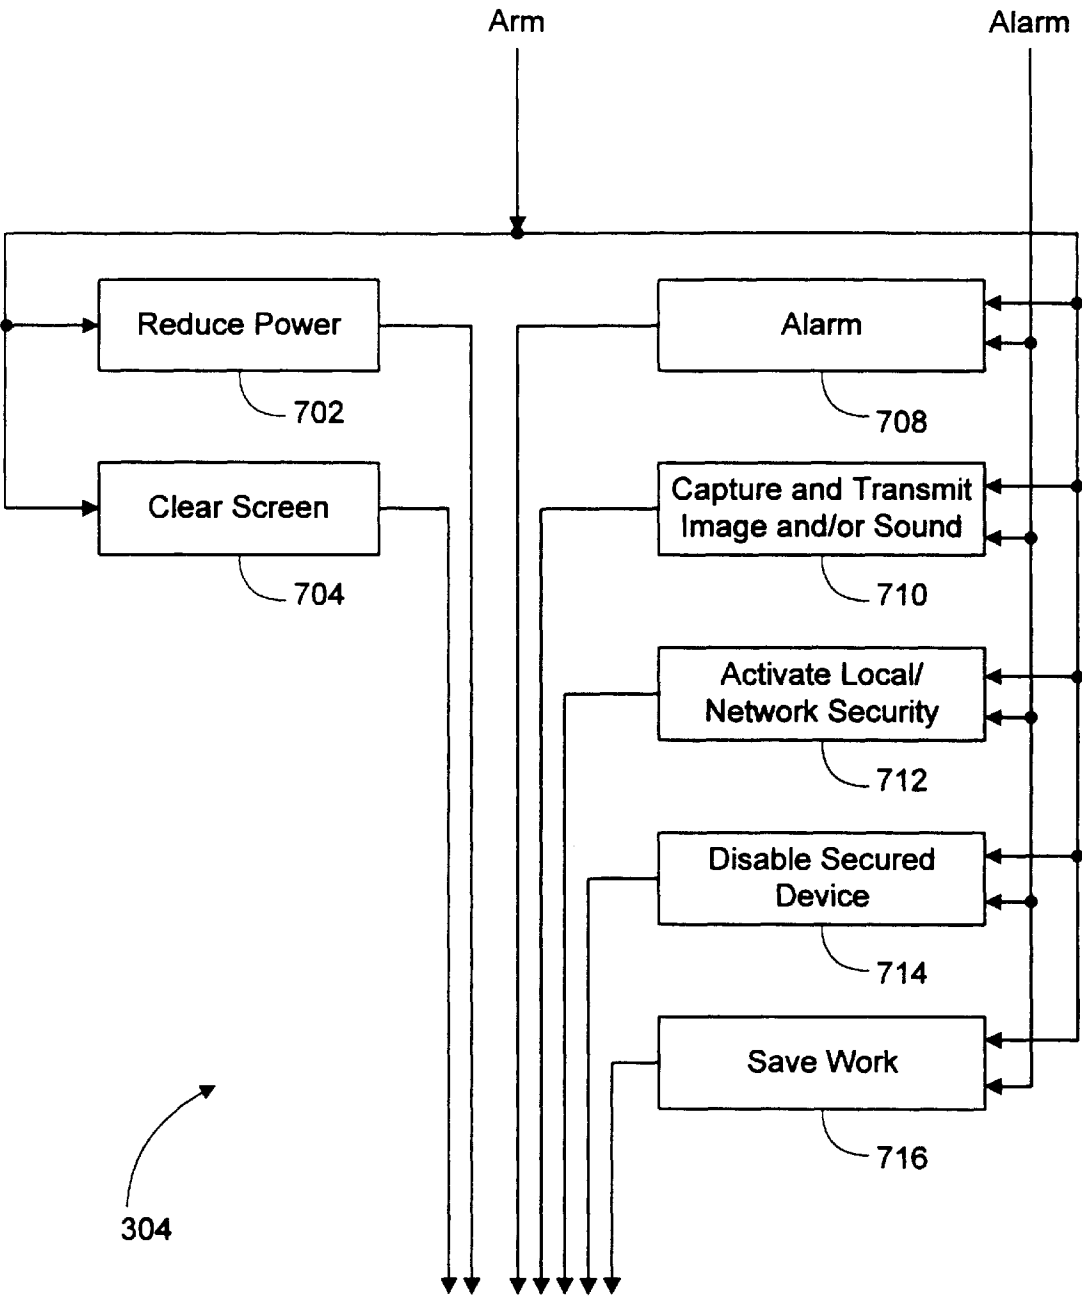 Arm
Alarm
Reduce Power
702
Clear Screen
704
Alarm
708
Capture and Transmit
Image and/or Sound
710
Activate Local/
Network Security
712
Disable Secured
Device
714
Save Work
716
304